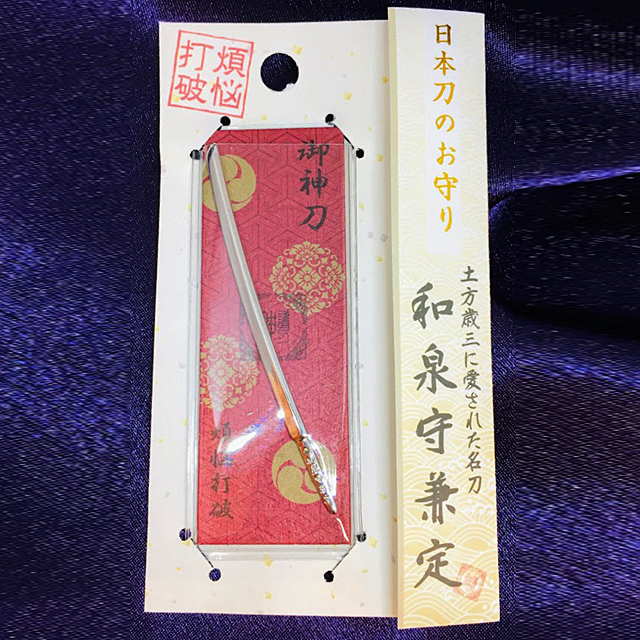 日本刀のお守り
土方歳三に愛された名刀
和泉守兼定
煩悩
打破
御神刀
煩悩打破